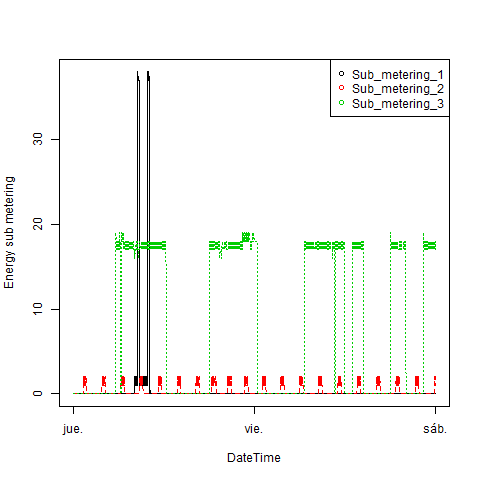 Sub_metering_1
Sub_metering_2
Sub_metering_3
30
20
10
0
Energy sub metering
jue.
vie.
sáb.
DateTime